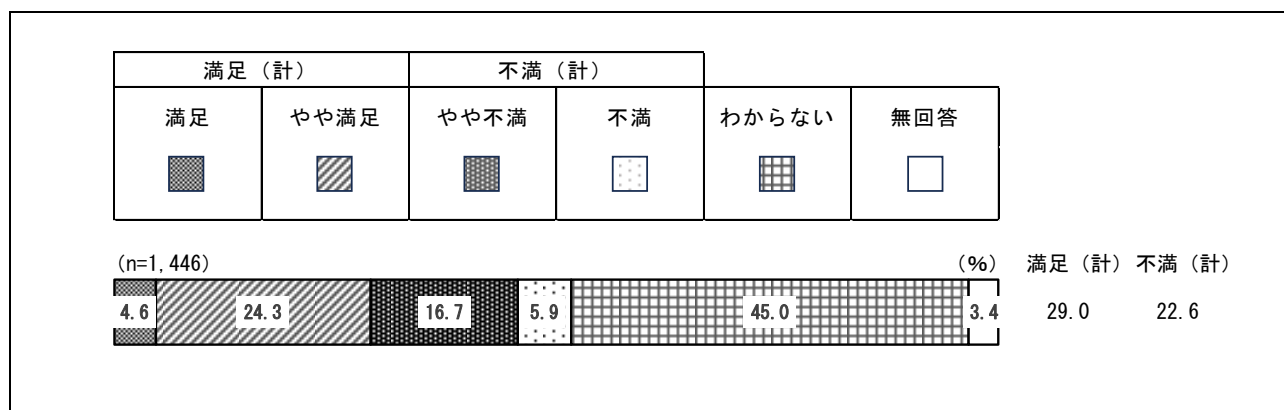 満足（計） 不満（計）
満足 やや満足 やや不満 不満 わからない 無回答
(n=1,446) (%) 満足（計） 不満（計）
4.6 24.3 16.7 5.9 45.0 3.4 29.0 22.6